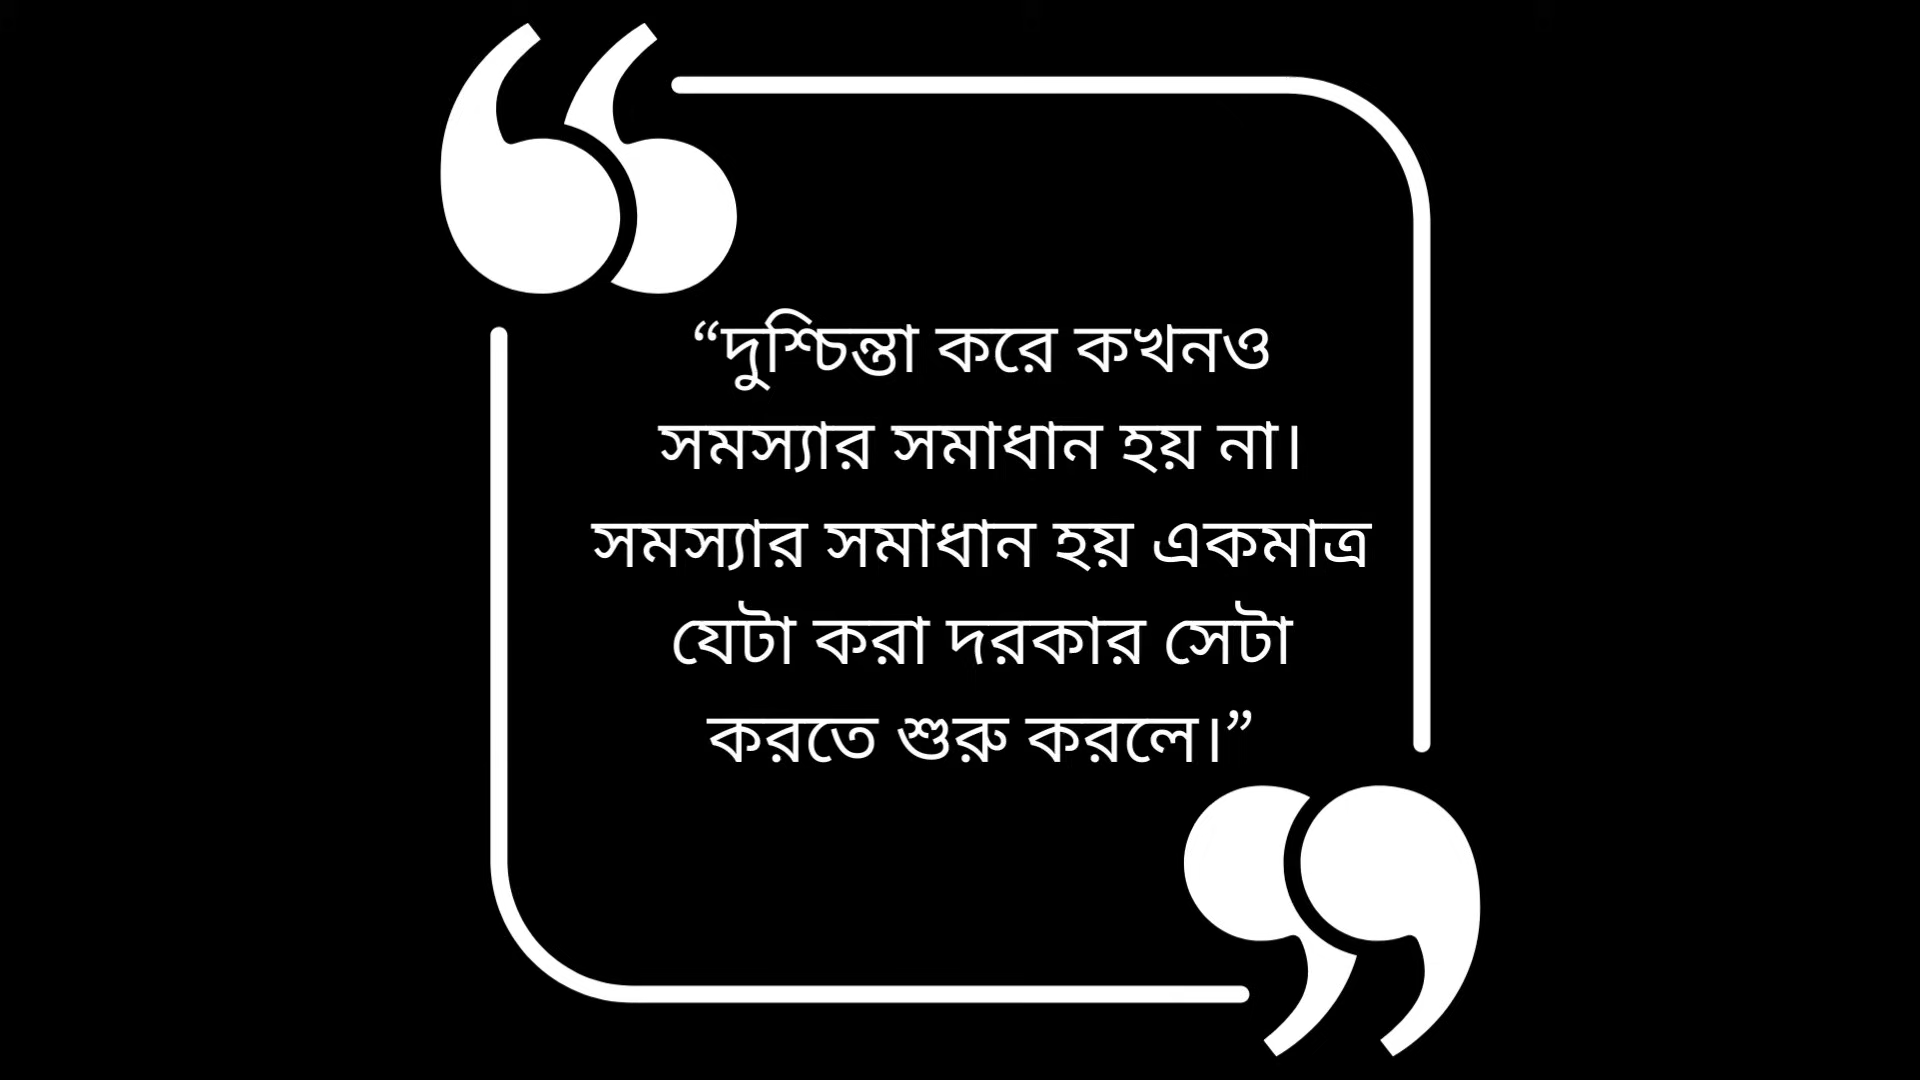 “দুশ্চিন্তা করে কখনও
সমস্যার সমাধান হয় না।
সমস্যার সমাধান হয় একমাত্র
যেটা করা দরকার সেটা
করতে শুরু করলে।”